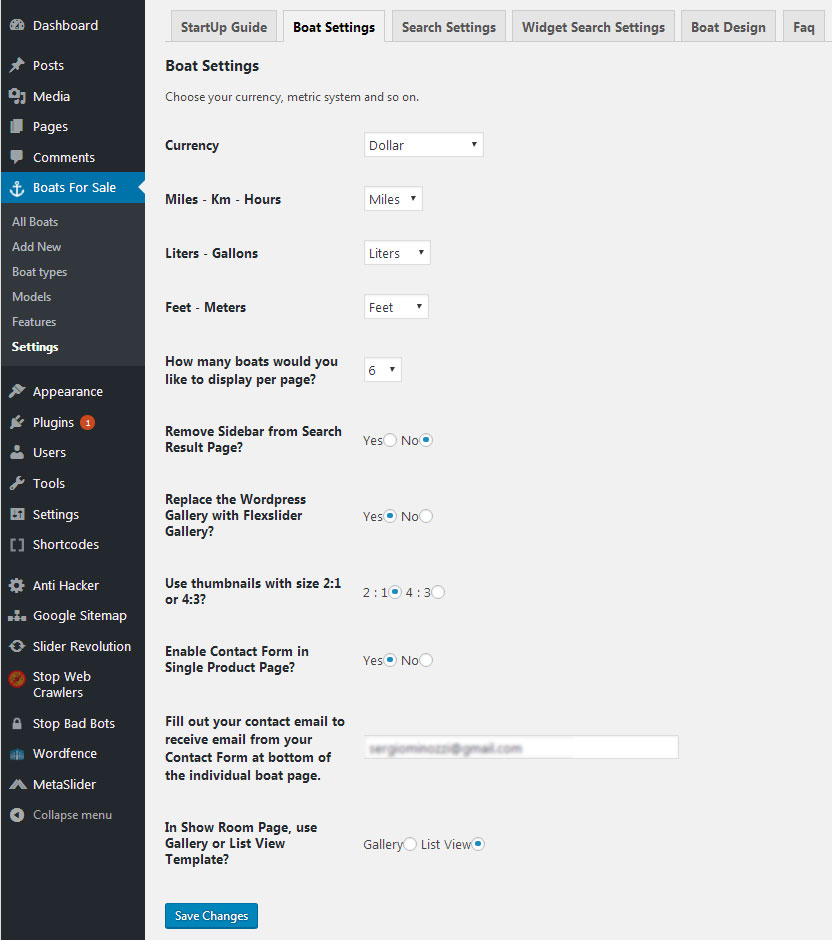 Dashboard
Posts
Media
Pages
Comments
Boats For Sale
All Boats
Add New
Boat types
Models
Features
Settings
Appearance
Plugins 1
Users
Tools
Settings
Shortcodes
Anti Hacker
Google Sitemap
Slider Revolution
Stop Web
Crawlers
Stop Bad Bots
Wordfence
MetaSlider
Collapse menu
StartUp Guide Boat Settings Search Settings Widget Search Settings Boat Design Faq
Boat Settings
Choose your currency, metric system and so on.
Currency Dollar
Miles - Km - Hours Miles
Liters - Gallons Liters
Feet - Meters Feet
How many boats would you
like to display per page? 6
Remove Sidebar from Search
Result Page? Yes No
Replace the Wordpress
Gallery with Flexslider
Gallery? Yes No
Use thumbnails with size 2:1
or 4:3? 2 : 1 4 : 3
Enable Contact Form in
Single Product Page? Yes No
Fill out your contact email to
receive email from your
Contact Form at bottom of
the individual boat page.
In Show Room Page, use
Gallery or List View
Template? Gallery List View
Save Changes